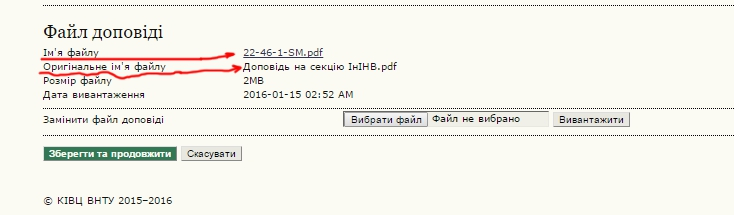 Файл доповіді
Ім'я файлу 22-46-1-SM.pdf
Оригінальне ім'я файлу Доповідь на секцію ІнІНВ.pdf
Розмір файлу 2MB
Дата вивантаження 2016-01-15 02:52 AM
Замінити файл доповіді Вибрати файл Файл не вибрано Вивантажити
Зберегти та продовжити Скасувати
© КІВЦ ВНТУ 2015–2016